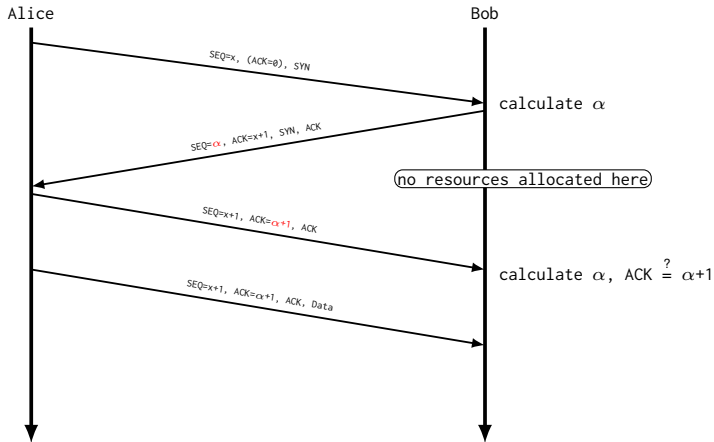 Alice
Bob
SEQ=x, (ACK=0), SYN
calculate α
SEQ=α, ACK=x+1, SYN, ACK
no resources allocated here
SEQ=x+1, ACK=α+1, ACK
calculate α, ACK ≟ α+1
SEQ=x+1, ACK=α+1, ACK, Data